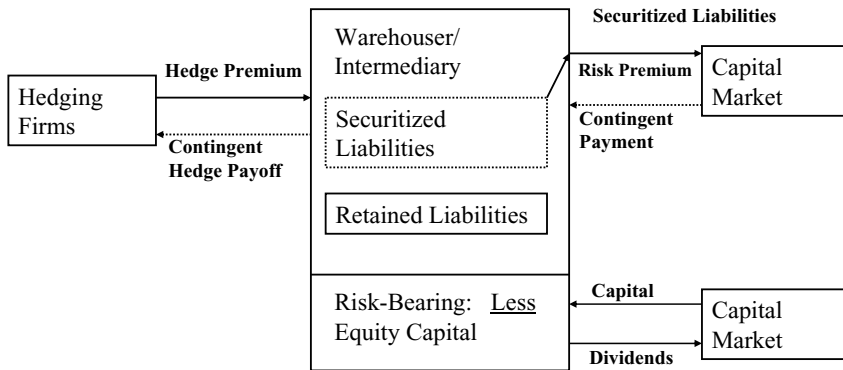 Securitized Liabilities
Warehouser/
Intermediary
Hedge Premium
Risk Premium
Capital
Market
Hedging
Firms
Securitized
Liabilities
Contingent
Hedge Payoff
Contingent
Payment
Retained Liabilities
Risk-Bearing: Less
Equity Capital
Capital
Dividends
Capital
Market